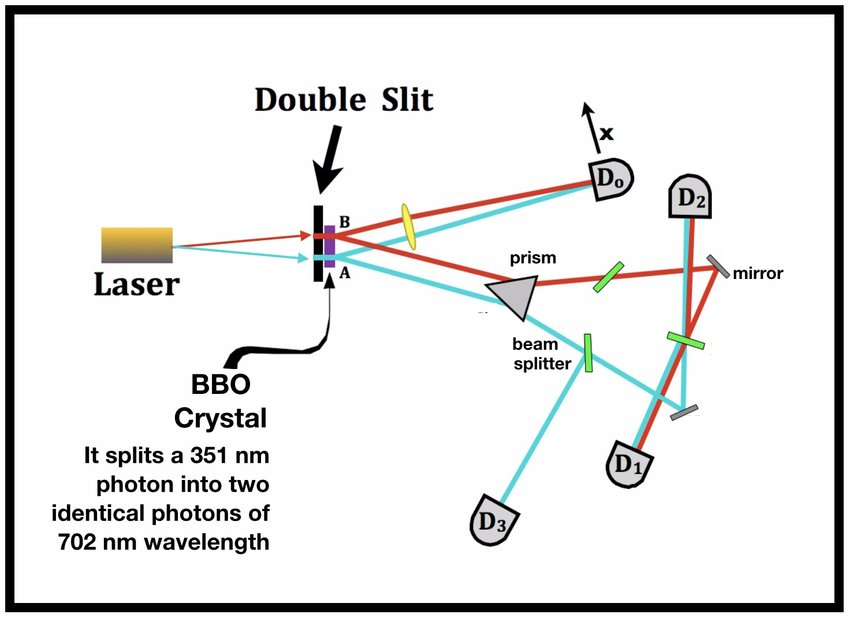 Double Slit
x
D₀
D₂
B
A
Laser
prism
mirror
beam
splitter
BBO
Crystal
It splits a 351 nm
photon into two
identical photons of
702 nm wavelength
D₁
D₃